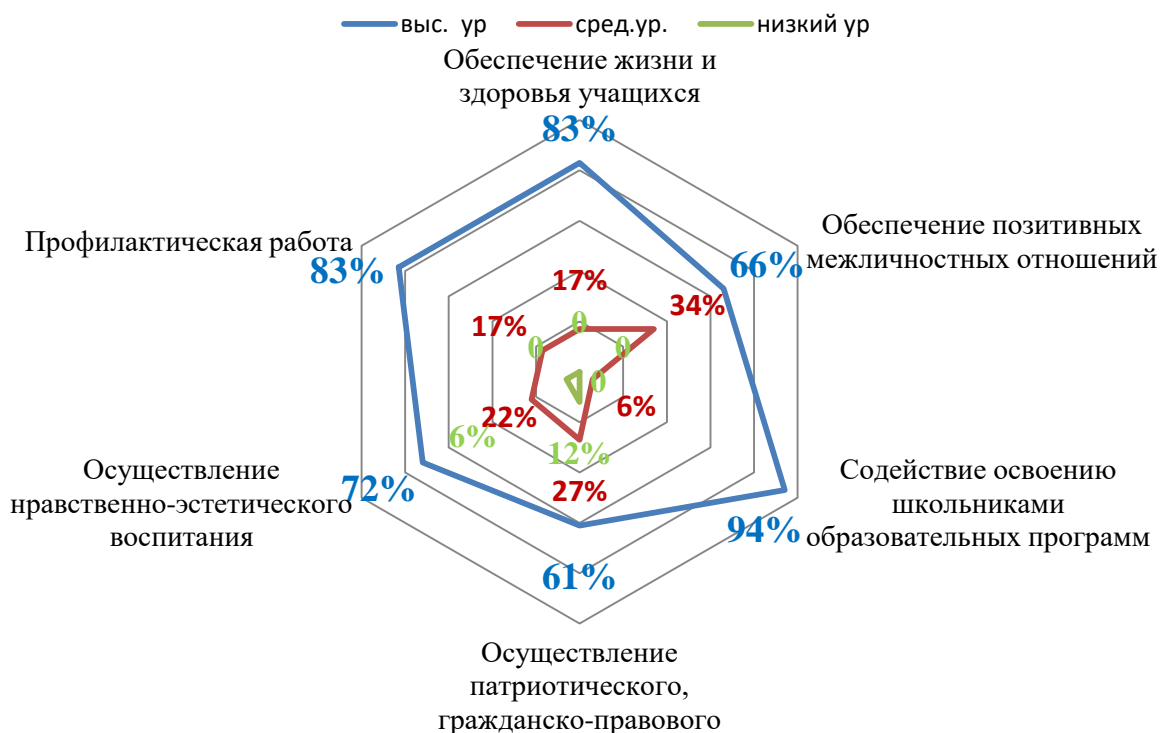 выс. ур сред.ур. низкий ур
Обеспечение жизни и
здоровья учащихся
83%
Обеспечение позитивных
межличностных отношений
66%
Профилактическая работа
83%
17%
34%
17%
0
0
0
0
6%
22%
6%
12%
27%
Содействие освоению
школьниками
образовательных программ
94%
Осуществление
нравственно-эстетического
воспитания
72%
61%
Осуществление
патриотического,
гражданско-правового